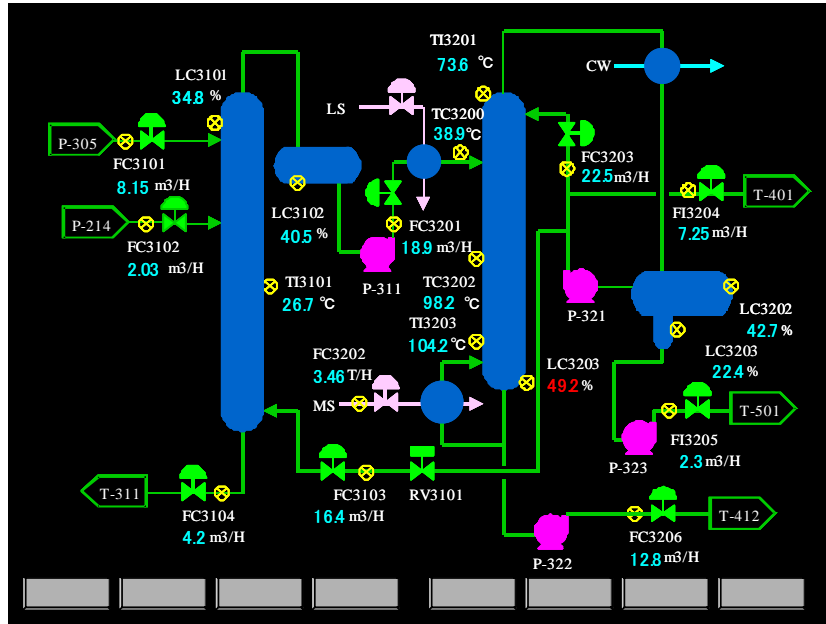 TI3201
73.6 ℃
CW
LC3101
34.8 %
LS
TC3200
38.9℃
P-305
FC3101
8.15 m3/H
FC3203
22.5m3/H
T-401
FI3204
7.25 m3/H
P-214
FC3102
2.03 m3/H
LC3102
40.5 %
FC3201
18.9 m3/H
P-311
TI3101
26.7 ℃
TC3202
98.2 ℃
P-321
LC3202
42.7 %
TI3203
104.2 ℃
FC3202
3.46 T/H
MS
LC3203
49.2 %
LC3203
22.4 %
T-501
FI3205
2.3 m3/H
P-323
T-311
FC3104
4.2 m3/H
FC3103
16.4 m3/H
RV3101
P-322
T-412
FC3206
12.8 m3/H